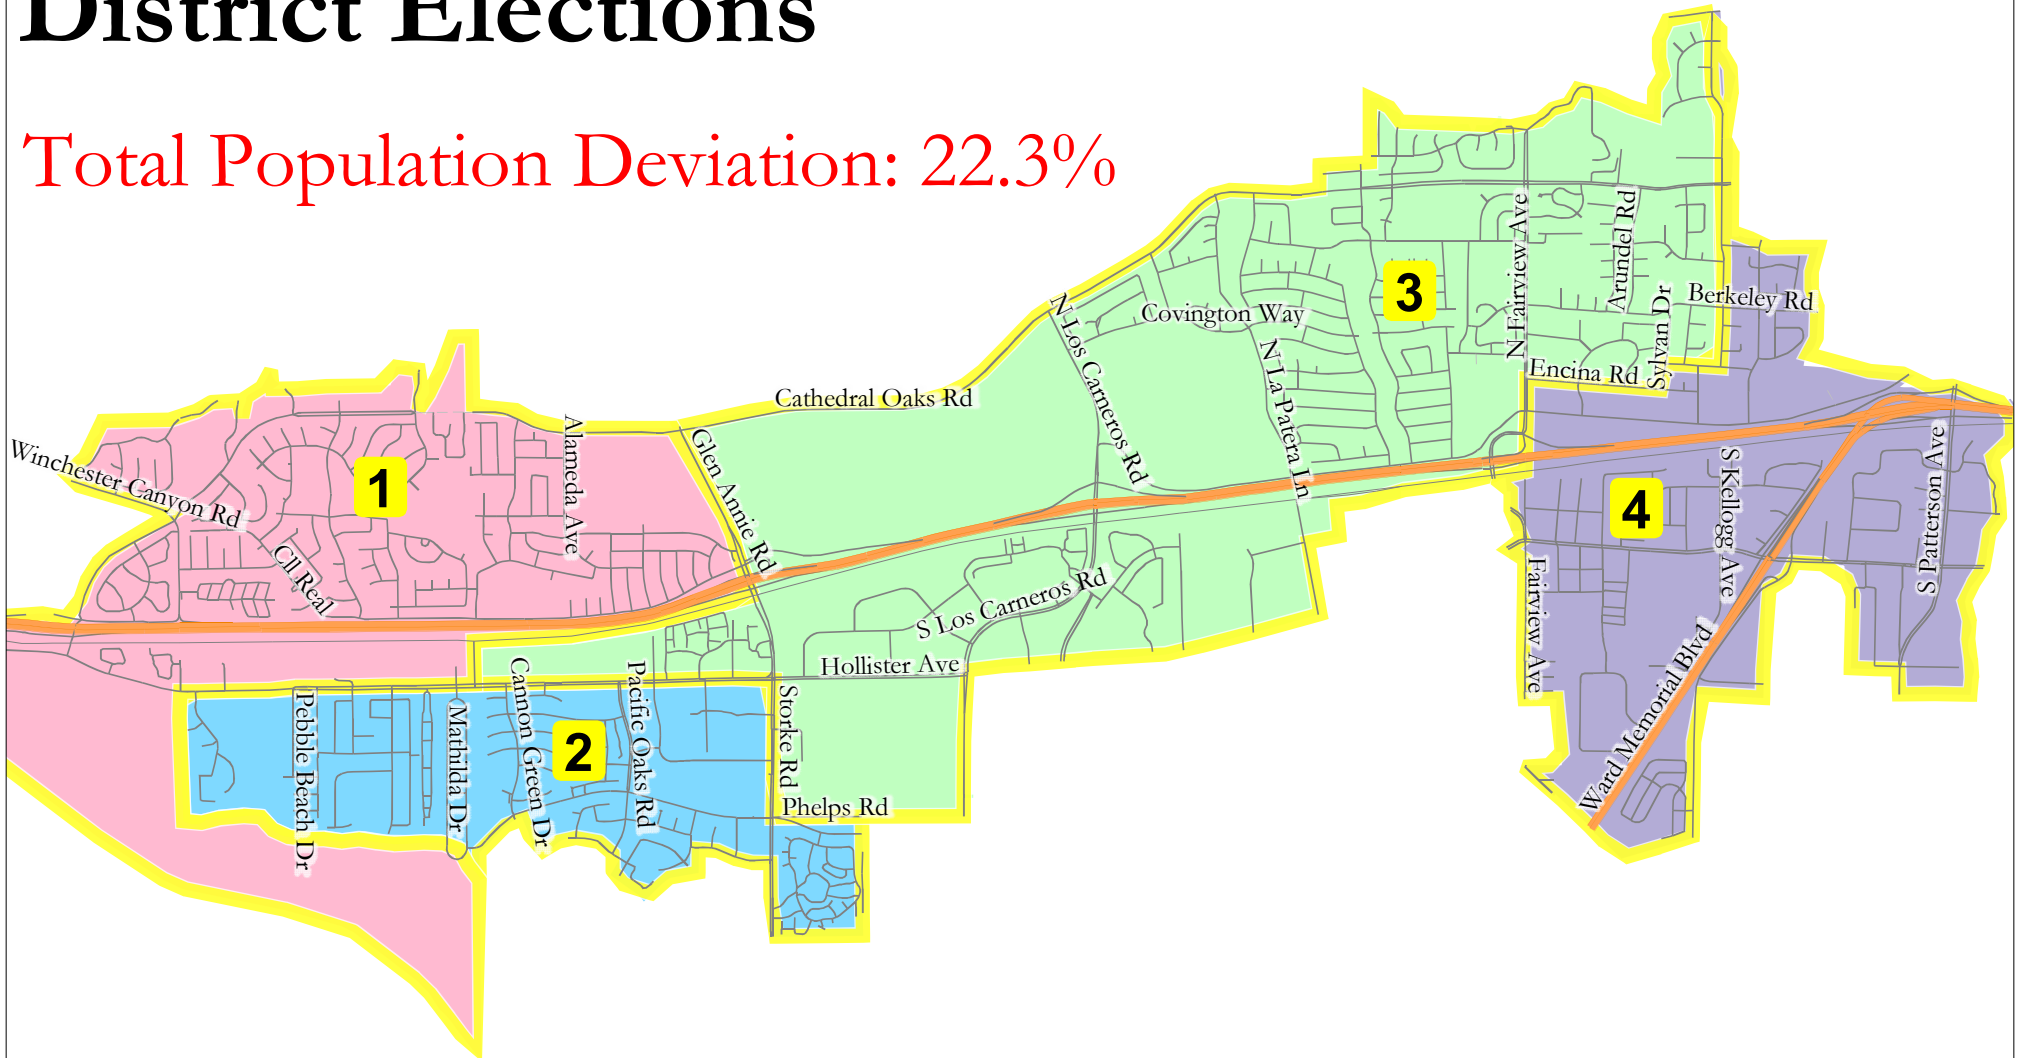 District Elections
Total Population Deviation: 22.3%
N Fairview Ave
Arundel Rd
3
Sylvan Dr
Berkeley Rd
N Los Carneros Rd
Covington Way
N La Patera Ln
Encina Rd
Cathedral Oaks Rd
Winchester Canyon Rd
1
Alameda Ave
Glen Annie Rd
4
S Kellogg Ave
S Patterson Ave
Cll Real
S Los Carneros Rd
Fairview Ave
Hollister Ave
Ward Memorial Blvd
Pebble Beach Dr
Mathilda Dr
Cannon Green Dr
2
Pacific Oaks Rd
Storke Rd
Phelps Rd